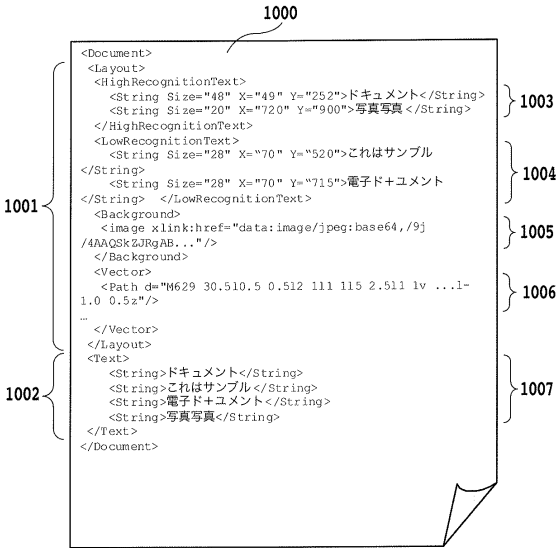 1000
<Document>
<Layout>
<HighRecognitionText>
<String Size="48" X="49" Y="252">ドキュメント</String>
<String Size="20" X="720" Y="900">写真写真</String>
</HighRecognitionText>
1003
<LowRecognitionText>
<String Size="28" X="70" Y="520">これはサンプル
</String>
<String Size="28" X="70" Y="715">電子ド＋ユメント
</String> </LowRecognitionText>
1004
1001
<Background>
<image xlink:href="data:image/jpeg:base64,/9j
/4AAQSkZJRgAB..."/>
</Background>
1005
<Vector>
<Path d="M629 30.510.5 0.512 111 115 2.511 1v ...1-
1.0 0.5z"/>
…
</Vector>
</Layout>
1006
<Text>
<String>ドキュメント</String>
<String>これはサンプル</String>
<String>電子ド＋ユメント</String>
<String>写真写真</String>
</Text>
</Document>
1002
1007